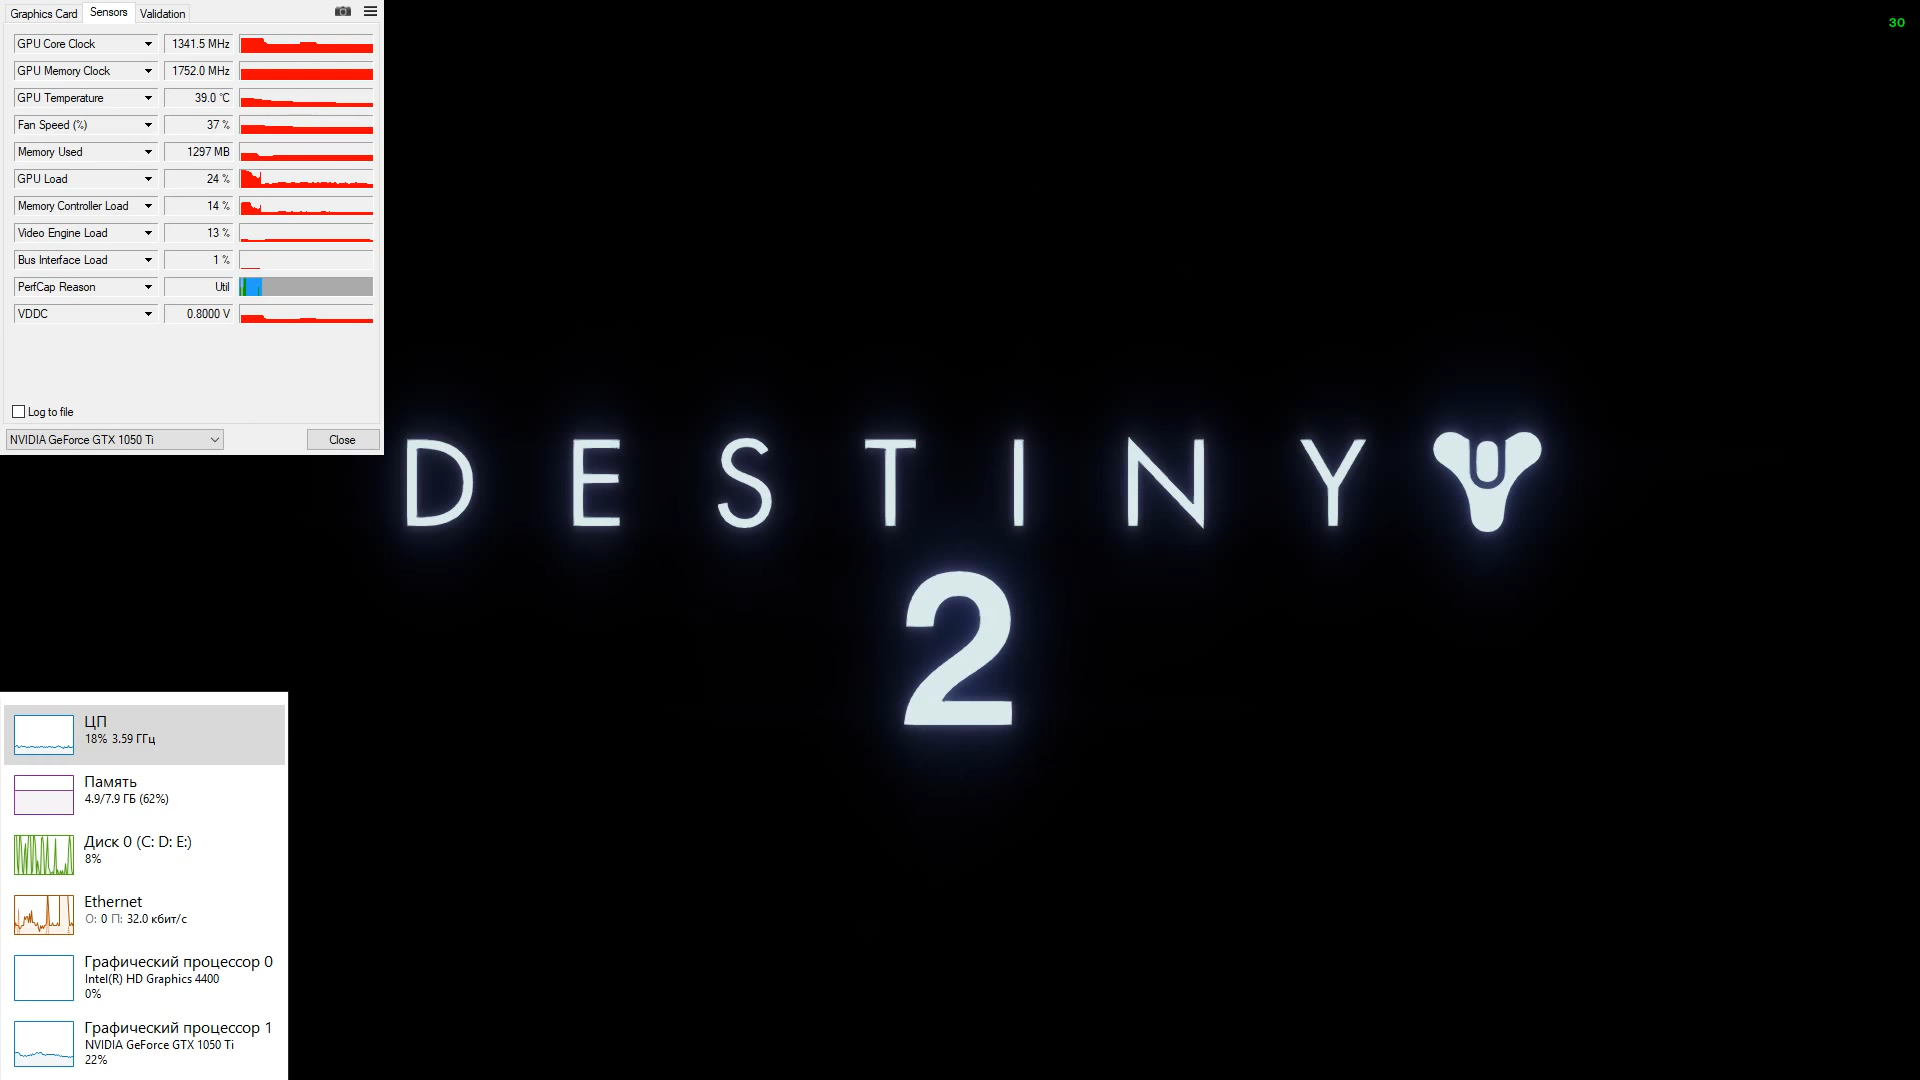 Graphics Card
Sensors
Validation
30
GPU Core Clock 1341.5 MHz
GPU Memory Clock 1752.0 MHz
GPU Temperature 39.0 °C
Fan Speed (%) 37 %
Memory Used 1297 MB
GPU Load 24 %
Memory Controller Load 14 %
Video Engine Load 13 %
Bus Interface Load 1 %
PerfCap Reason Util
VDDC 0.8000 V
Log to file
NVIDIA GeForce GTX 1050 Ti
Close
DESTINY
2
ЦП
18% 3.59 ГГц
Память
4.9/7.9 ГБ (62%)
Диск 0 (C: D: E:)
8%
Ethernet
О: 0 П: 32.0 кбит/с
Графический процессор 0
Intel(R) HD Graphics 4400
0%
Графический процессор 1
NVIDIA GeForce GTX 1050 Ti
22%